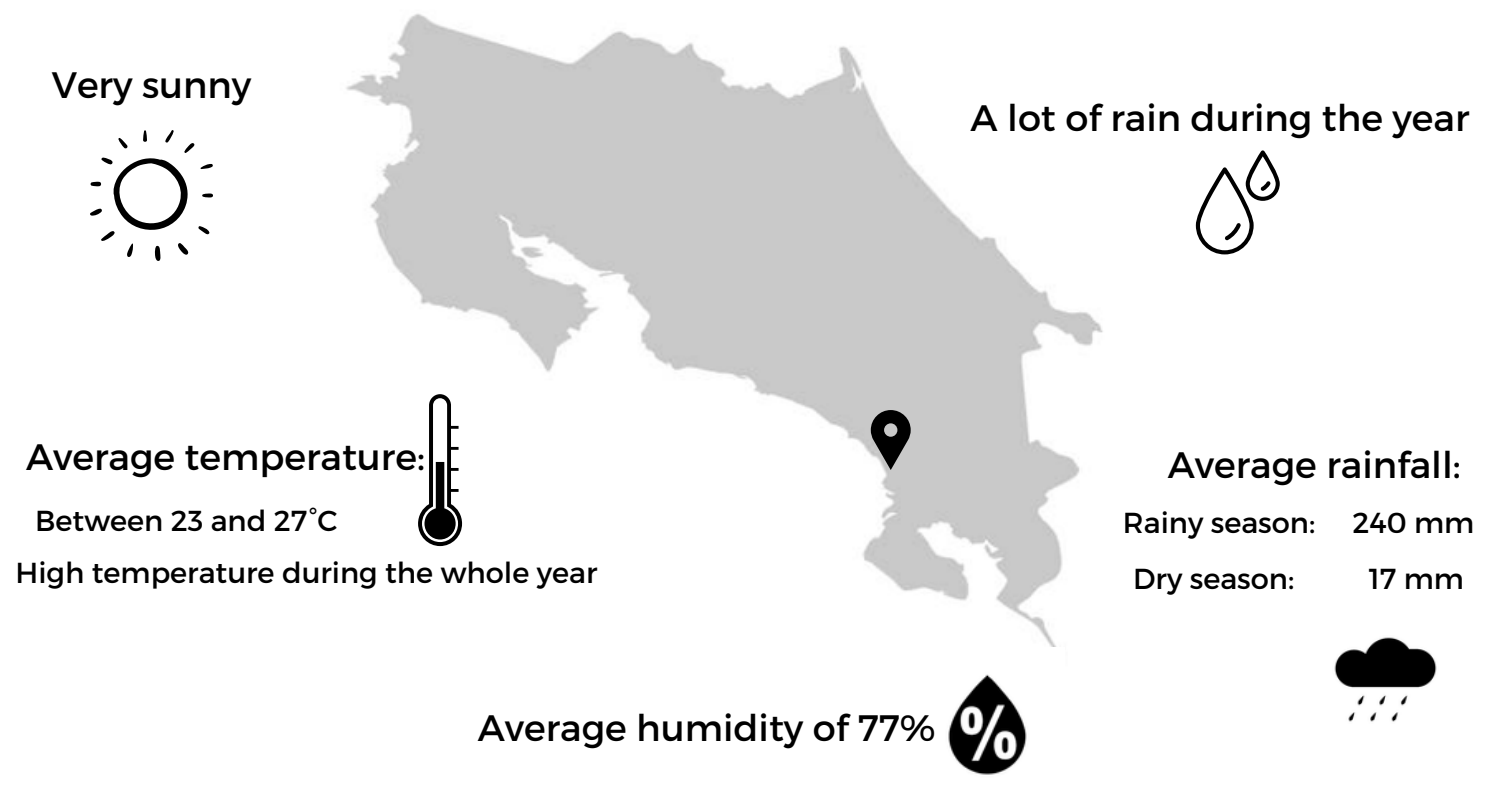 Very sunny
A lot of rain during the year
Average temperature:
Between 23 and 27°C
High temperature during the whole year
Average rainfall:
Rainy season: 240 mm
Dry season: 17 mm
Average humidity of 77%
%